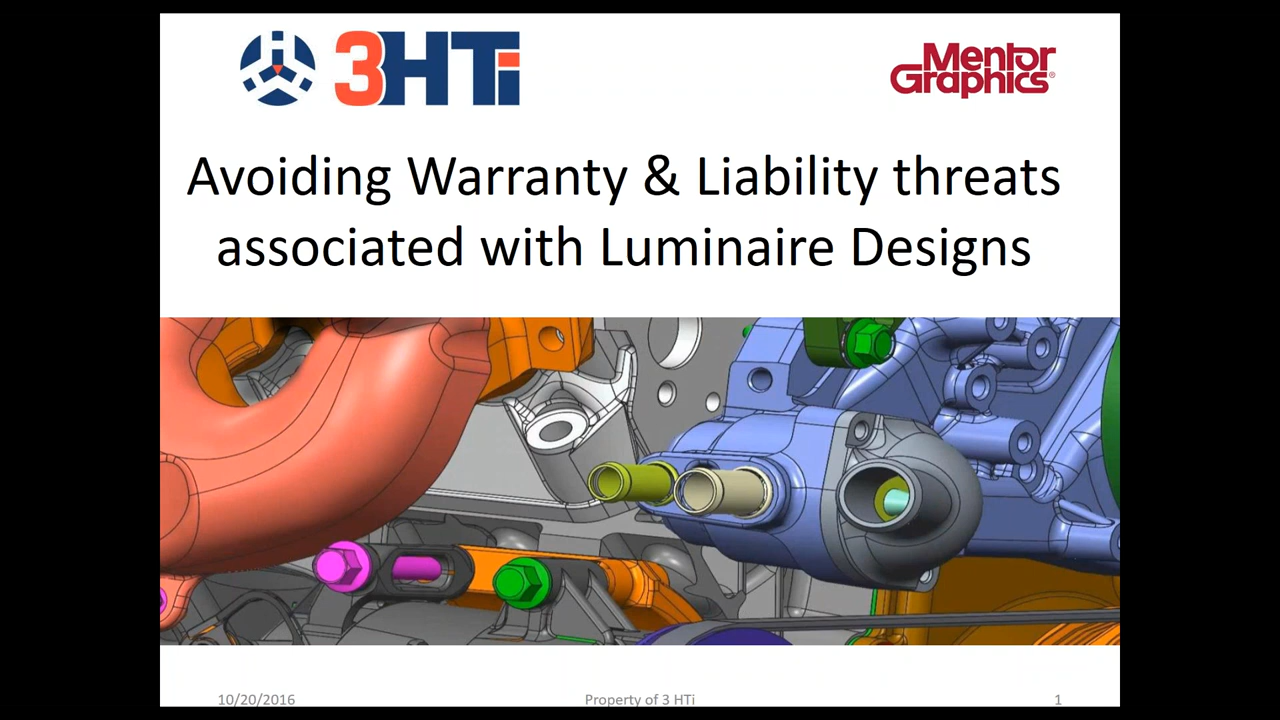 3HTi
Mentor
Graphics®
Avoiding Warranty & Liability threats
associated with Luminaire Designs
10/20/2016
Property of 3 HTi
1